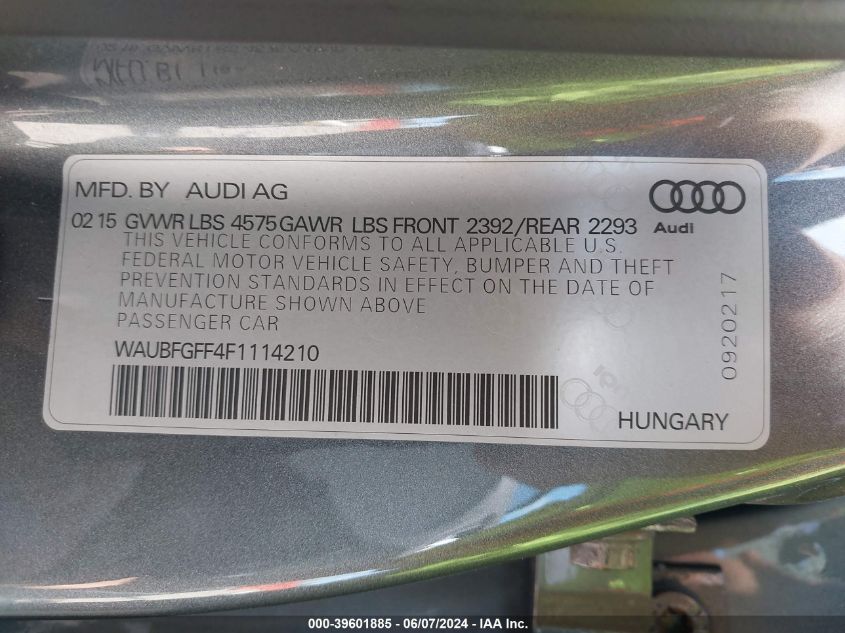 MFD. BY AUDI AG
02 15 GVWR LBS 4575 GAWR LBS FRONT 2392/REAR 2293
Audi
THIS VEHICLE CONFORMS TO ALL APPLICABLE U.S.
FEDERAL MOTOR VEHICLE SAFETY, BUMPER AND THEFT
PREVENTION STANDARDS IN EFFECT ON THE DATE OF
MANUFACTURE SHOWN ABOVE
PASSENGER CAR
0920217
WAUBFGFF4F1114210
HUNGARY
000-39601885 - 06/07/2024 - IAA Inc.